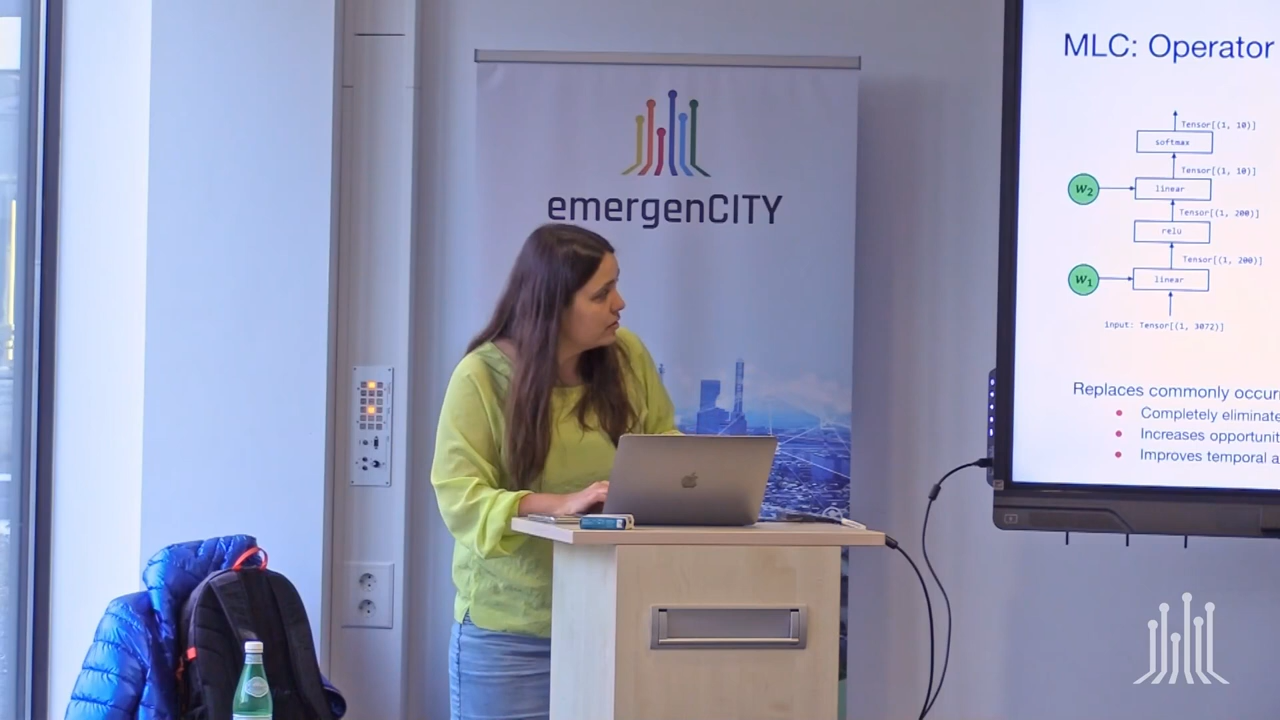 emergenCITY
MLC: Operator
Tensor[(1, 10)]
softmax
Tensor[(1, 10)]
W₂
linear
Tensor[(1, 200)]
relu
Tensor[(1, 200)]
W₁
linear
input: Tensor[(1, 3072)]
Replaces commonly occur
Completely eliminate
Increases opportunit
Improves temporal a